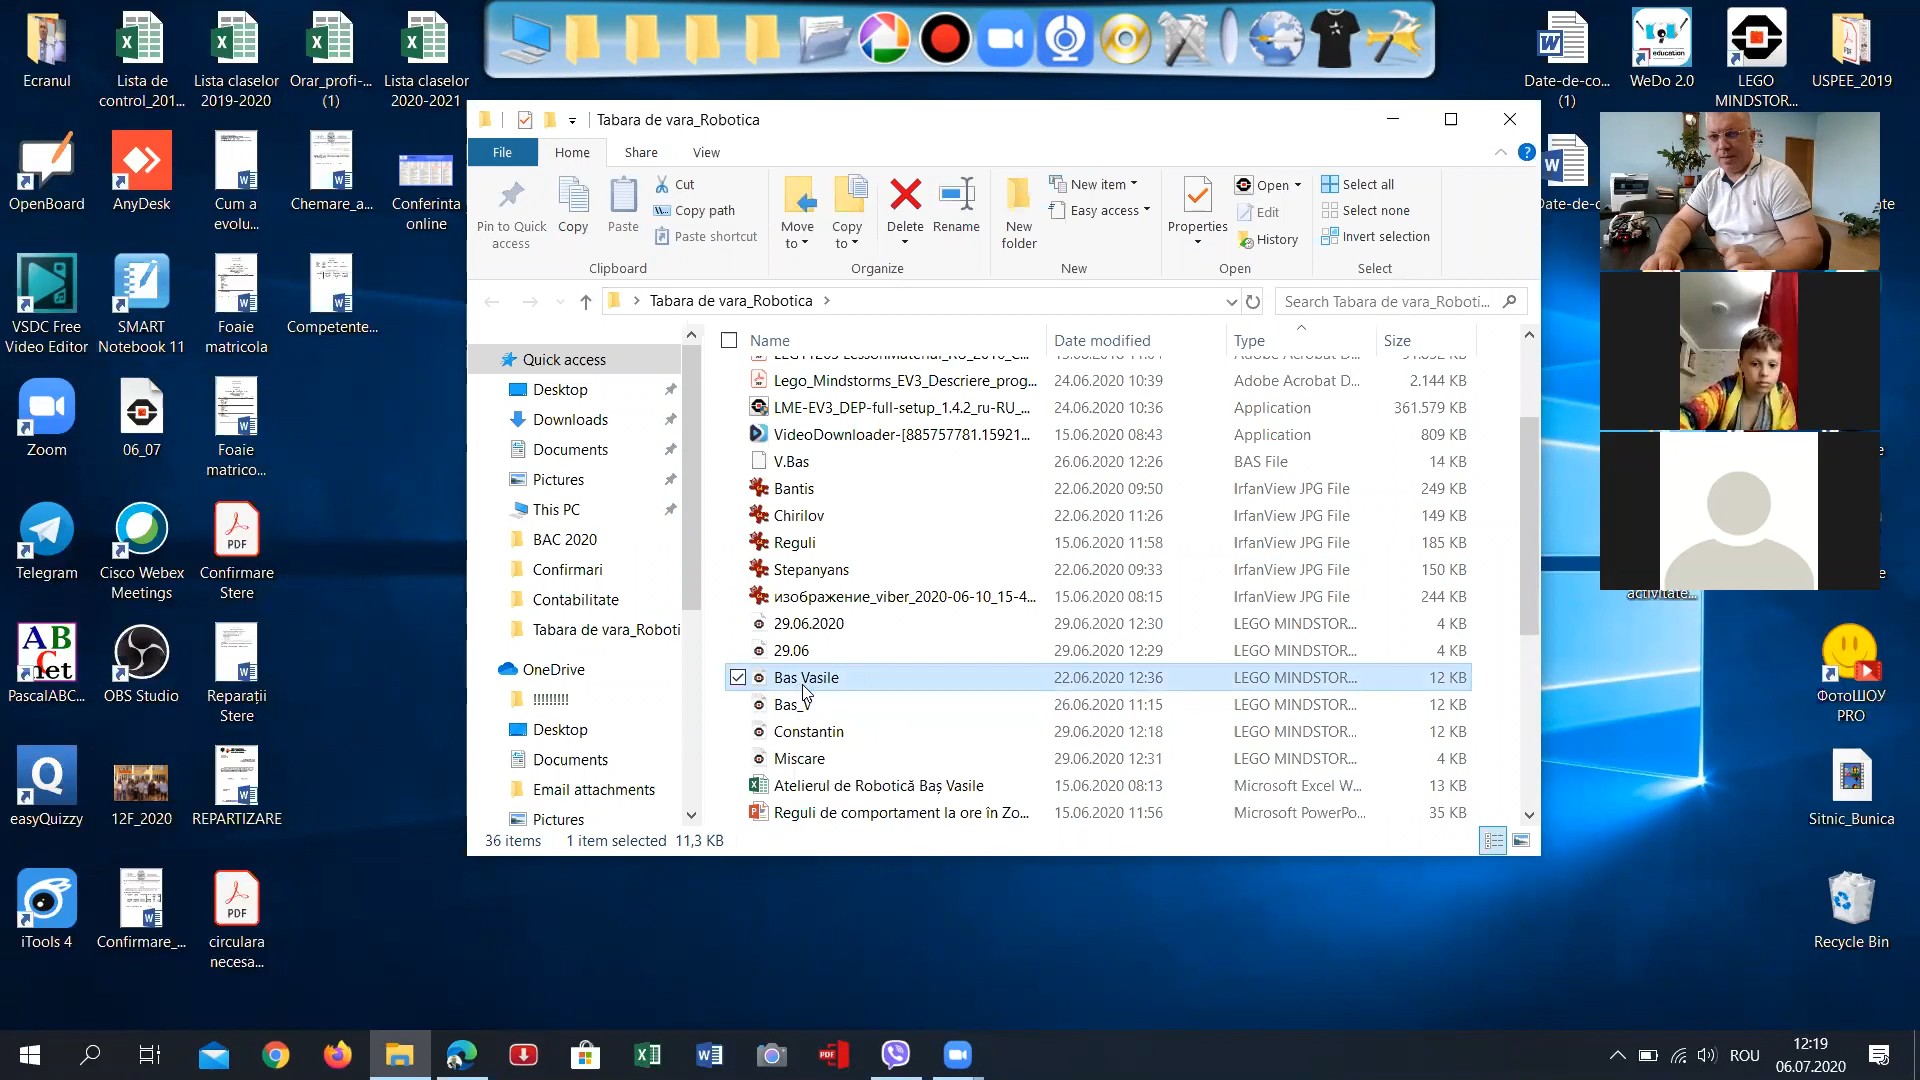 Ecranul
Lista de
control_201...
Lista claselor
2019-2020
Orar_profi-...
(1)
Lista claselor
2020-2021
Date-de-co...
(1)
WeDo 2.0
education
LEGO
MINDSTOR...
USPEE_2019
OpenBoard
AnyDesk
Cum a
evolu...
Chemare_a...
Conferinta
online
VSDC Free
Video Editor
SMART
Notebook 11
Foaie
matricola
Competente...
Zoom
06_07
Foaie
matrico...
Telegram
Cisco Webex
Meetings
PDF
Confirmare
Stere
AB
C
net
PascalABC...
OBS Studio
Reparații
Stere
easyQuizzy
12F_2020
REPARTIZARE
iTools 4
Confirmare_...
PDF
circulara
necesa...
Tabara de vara_Robotica
File
Home
Share
View
Pin to Quick
access
Copy
Paste
Cut
Copy path
Paste shortcut
Clipboard
Move
to
Copy
to
Delete
Rename
Organize
New
folder
New item
Easy access
New
Properties
Open
Edit
History
Open
Select all
Select none
Invert selection
Select
Tabara de vara_Robotica
Search Tabara de vara_Roboti...
Quick access
Desktop
Downloads
Documents
Pictures
This PC
BAC 2020
Confirmari
Contabilitate
Tabara de vara_Roboti
OneDrive
!!!!!!!!!
Desktop
Documents
Email attachments
Pictures
Name Date modified Type Size
Lego_Mindstorms_EV3_Descriere_prog... 24.06.2020 10:39 Adobe Acrobat D... 2.144 KB
LME-EV3_DEP-full-setup_1.4.2_ru-RU_... 24.06.2020 10:36 Application 361.579 KB
VideoDownloader-[885757781.15921... 15.06.2020 08:43 Application 809 KB
V.Bas 26.06.2020 12:26 BAS File 14 KB
Bantis 22.06.2020 09:50 IrfanView JPG File 249 KB
Chirilov 22.06.2020 11:26 IrfanView JPG File 149 KB
Reguli 15.06.2020 11:58 IrfanView JPG File 185 KB
Stepanyans 22.06.2020 09:33 IrfanView JPG File 150 KB
изображение_viber_2020-06-10_15-4... 15.06.2020 08:15 IrfanView JPG File 244 KB
29.06.2020 29.06.2020 12:30 LEGO MINDSTOR... 4 KB
29.06 29.06.2020 12:29 LEGO MINDSTOR... 4 KB
Bas Vasile 22.06.2020 12:36 LEGO MINDSTOR... 12 KB
Bas_V 26.06.2020 11:15 LEGO MINDSTOR... 12 KB
Constantin 29.06.2020 12:18 LEGO MINDSTOR... 12 KB
Miscare 29.06.2020 12:31 LEGO MINDSTOR... 4 KB
Atelierul de Robotică Baș Vasile 15.06.2020 08:13 Microsoft Excel W... 13 KB
Reguli de comportament la ore în Zo... 15.06.2020 11:56 Microsoft PowerPo... 35 KB
36 items 1 item selected 11,3 KB
activitate...
ФотоШОУ
PRO
Sitnic_Bunica
Recycle Bin
PDF
ROU
12:19
06.07.2020